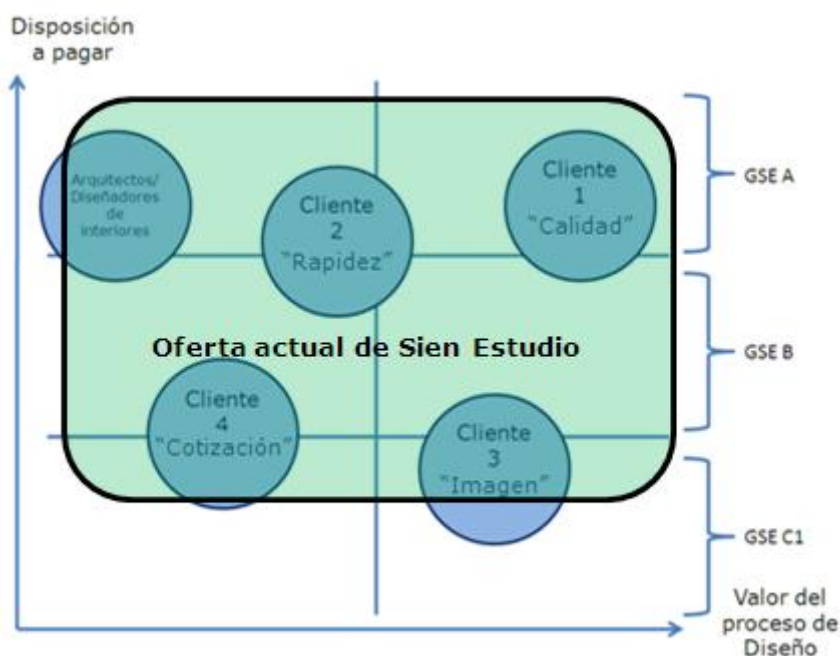 Disposición
a pagar
Arquitectos/
Diseñadores
de
interiores
Cliente
2
“Rapidez”
Cliente
1
“Calidad”
GSE A
Oferta actual de Sien Estudio
GSE B
Cliente
4
“Cotización”
Cliente
3
“Imagen”
GSE C1
Valor del
proceso de
Diseño